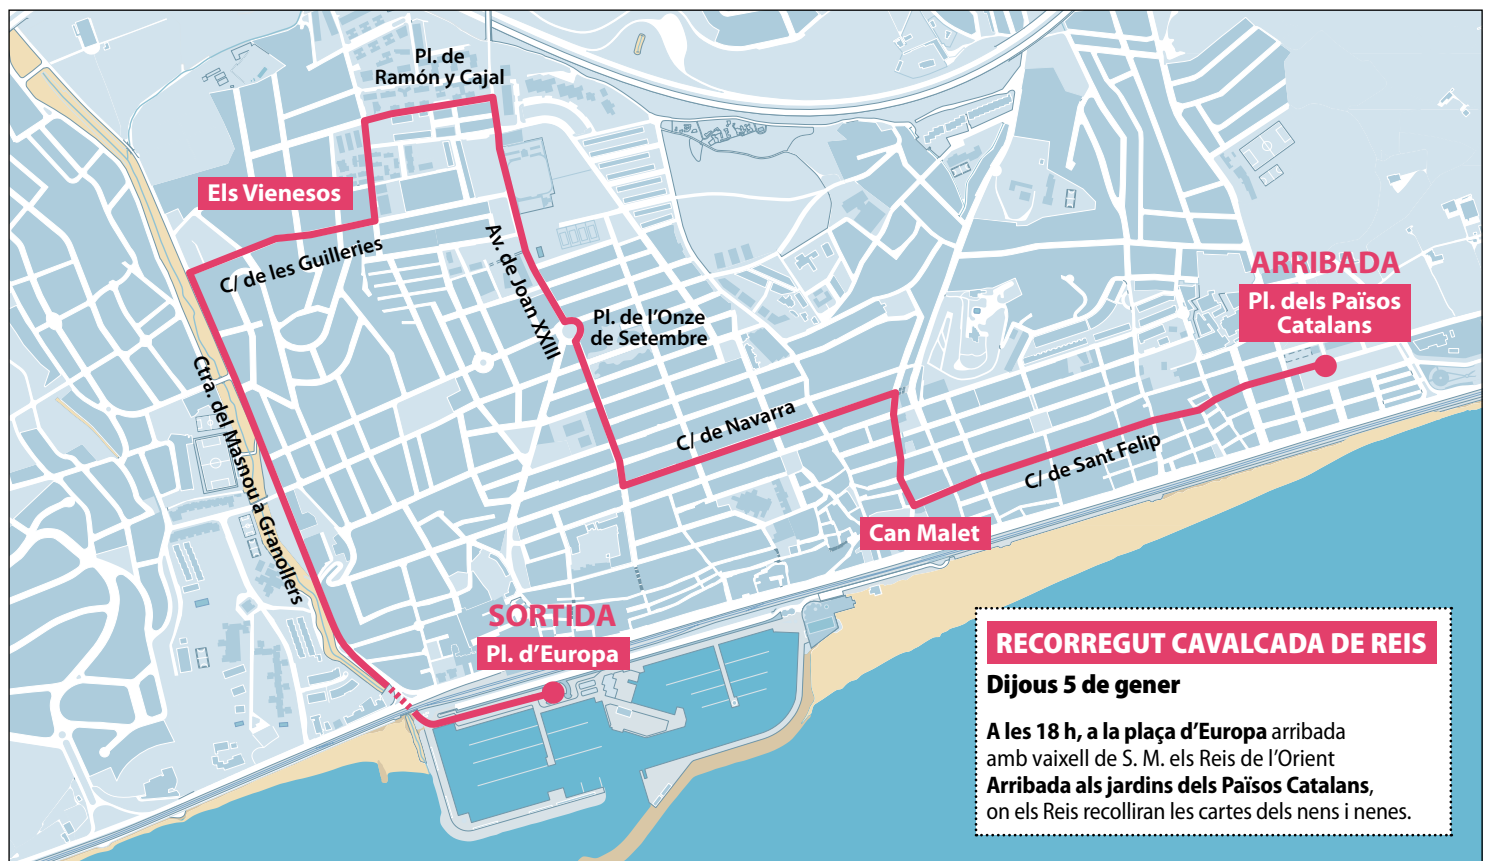 Pl. de
Ramón y Cajal
Els Vienesos
C/ de les Guilleries
Av. de Joan XXIII
Pl. de l’Onze
de Setembre
ARRIBADA
Pl. dels Països
Catalans
Ctra. del Masnou a Granollers
C/ de Navarra
C/ de Sant Felip
Can Malet
SORTIDA
Pl. d’Europa
RECORREGUT CAVALCADA DE REIS
Dijous 5 de gener
A les 18 h, a la plaça d’Europa arribada
amb vaixell de S. M. els Reis de l’Orient
Arribada als jardins dels Països Catalans,
on els Reis recolliran les cartes dels nens i nenes.